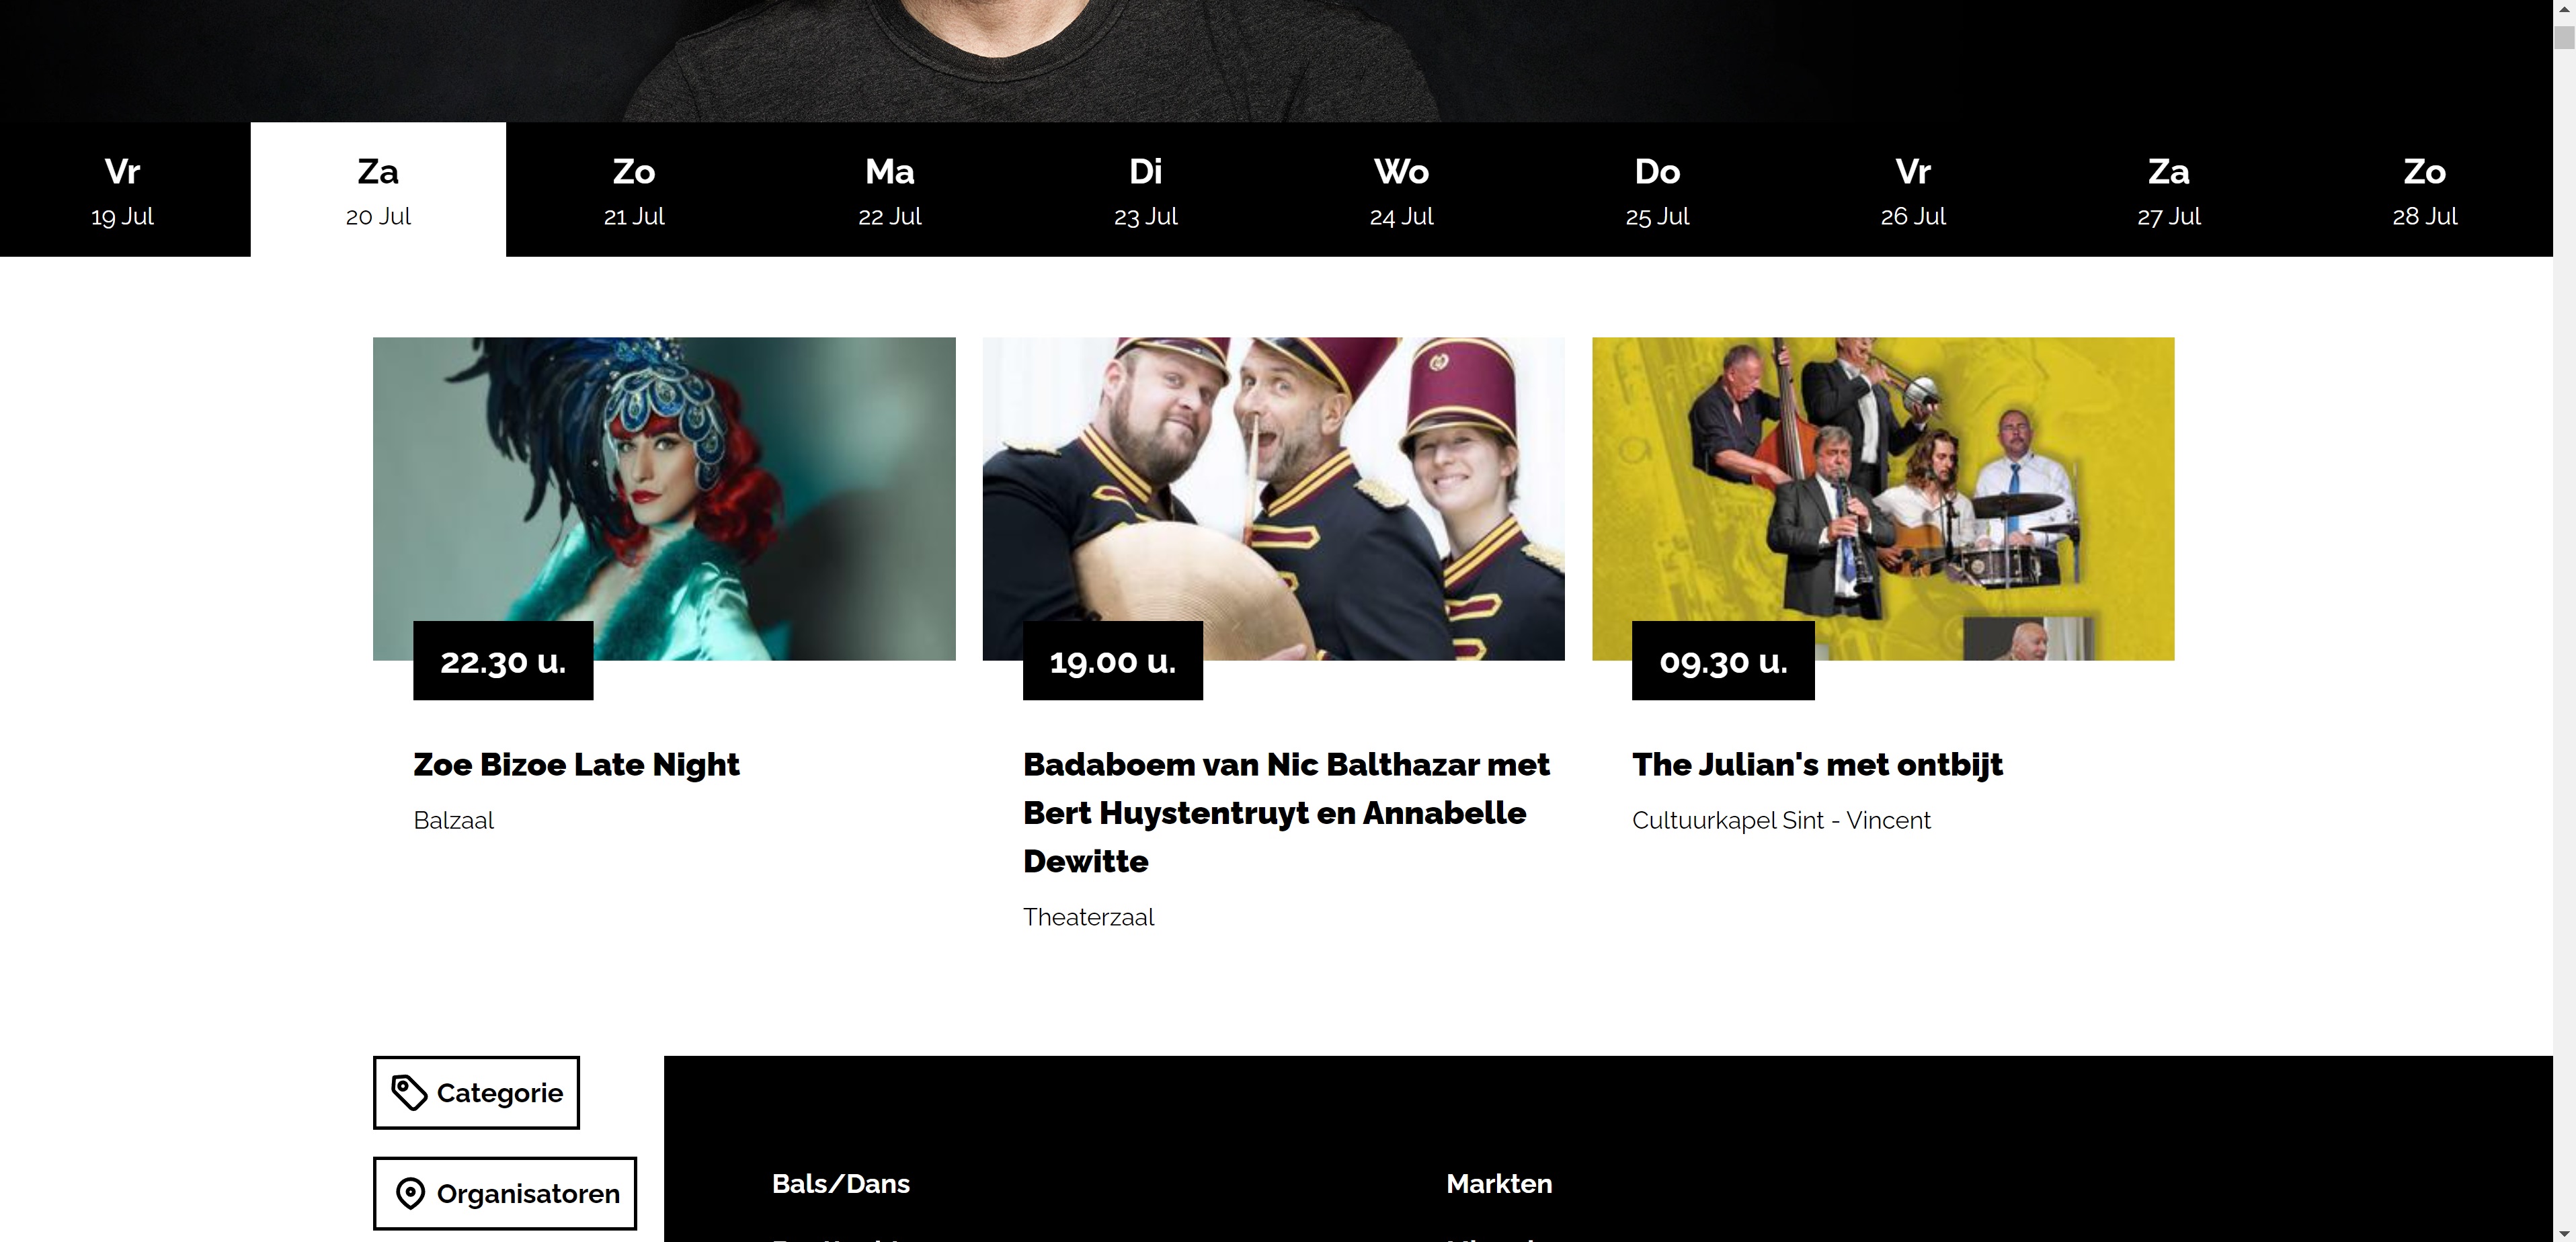 Vr
19 Jul
Za
20 Jul
Zo
21 Jul
Ma
22 Jul
Di
23 Jul
Wo
24 Jul
Do
25 Jul
Vr
26 Jul
Za
27 Jul
Zo
28 Jul
22.30 u.
Zoe Bizoe Late Night
Balzaal
19.00 u.
Badaboem van Nic Balthazar met
Bert Huystentruyt en Annabelle
Dewitte
Theaterzaal
09.30 u.
The Julian's met ontbijt
Cultuurkapel Sint - Vincent
Categorie
Organisatoren
Bals/Dans
Markten